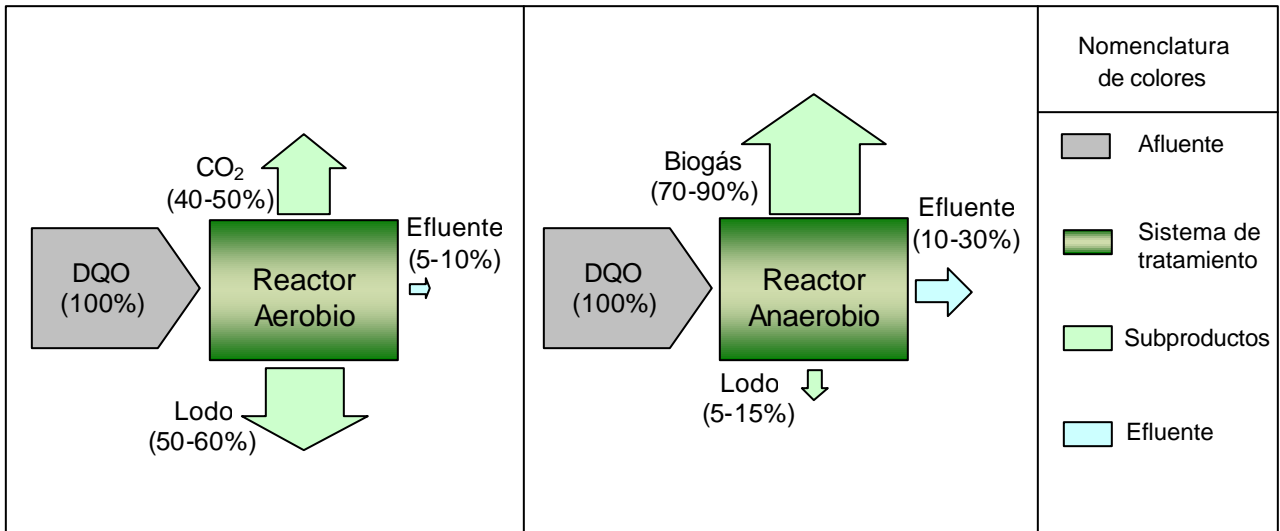 CO₂
(40-50%)
DQO
(100%)
Reactor
Aerobio
Efluente
(5-10%)
Lodo
(50-60%)
Biogás
(70-90%)
DQO
(100%)
Reactor
Anaerobio
Efluente
(10-30%)
Lodo
(5-15%)
Nomenclatura
de colores
Afluente
Sistema de
tratamiento
Subproductos
Efluente